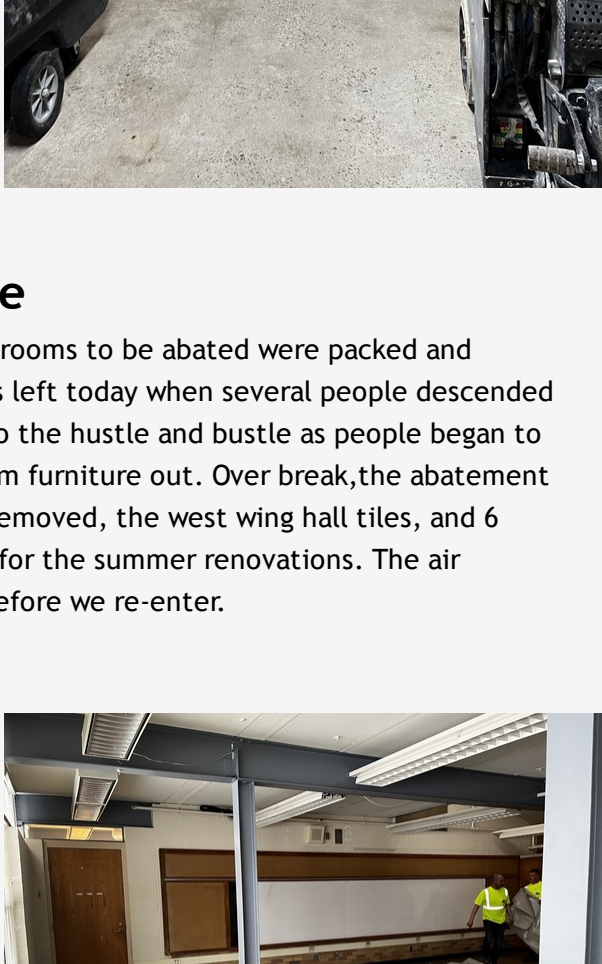 e
rooms to be abated were packed and
s left today when several people descended
o the hustle and bustle as people began to
m furniture out. Over break,the abatement
emoved, the west wing hall tiles, and 6
for the summer renovations. The air
efore we re-enter.